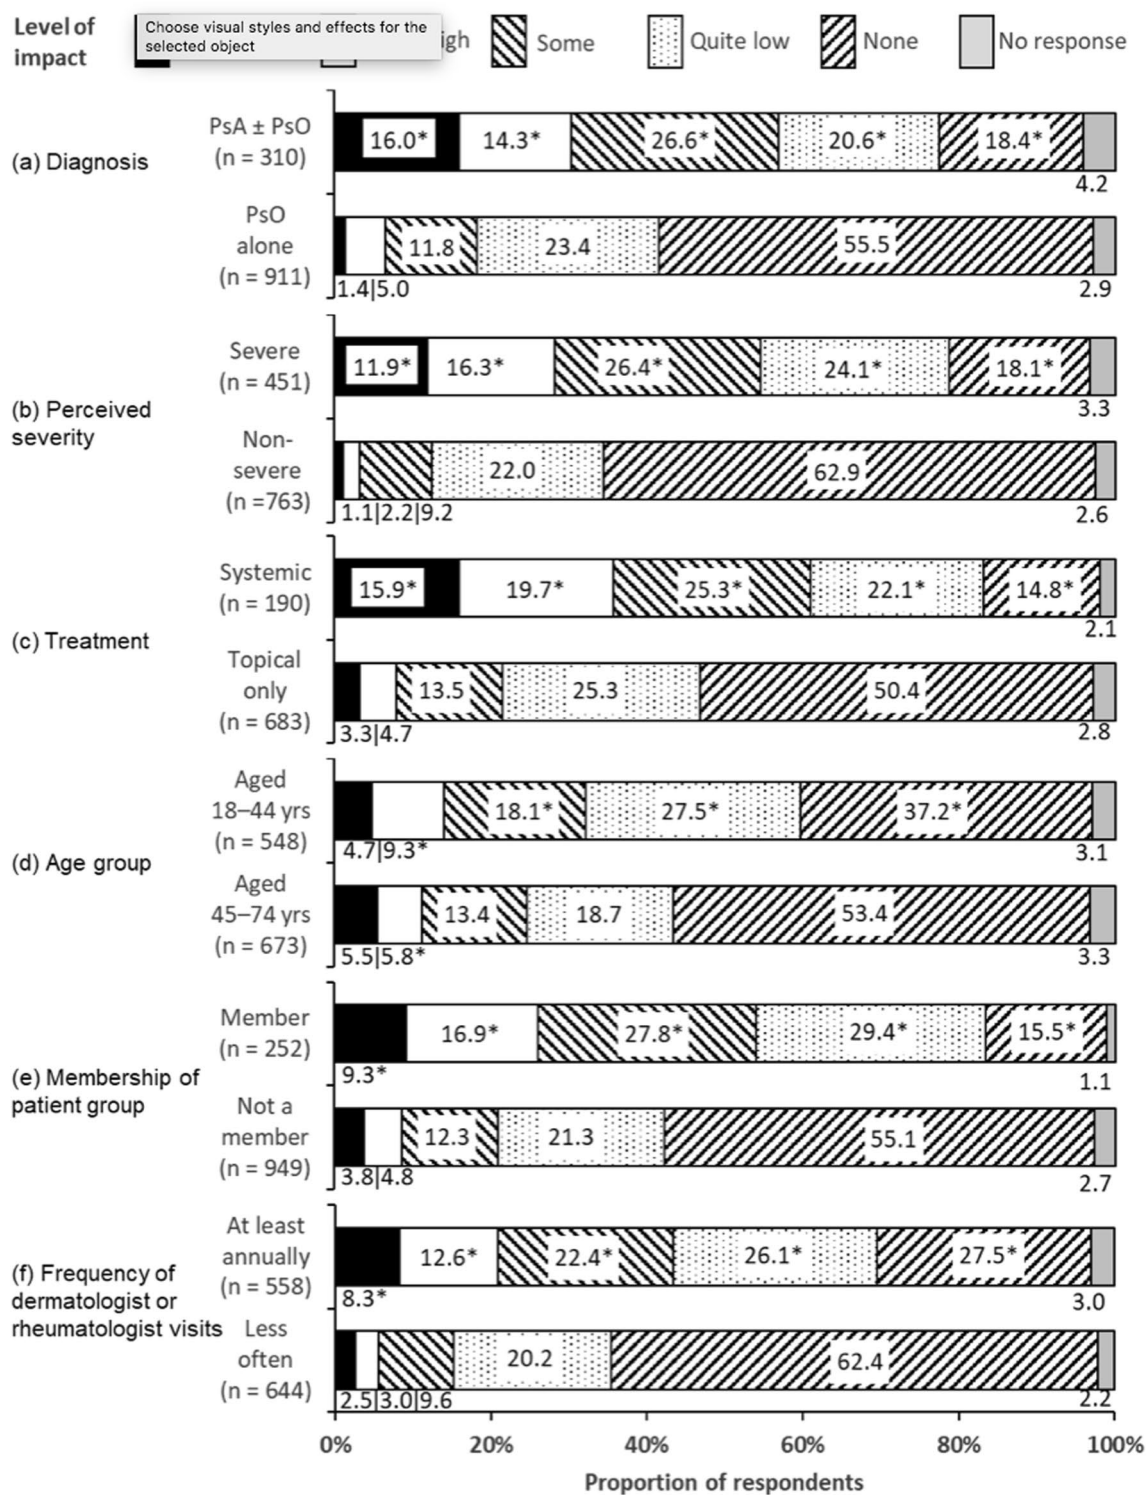 Level of impact
Choose visual styles and effects for the
selected object
Some
Quite low
None
No response
(a) Diagnosis
PsA ± PsO
(n = 310)
16.0* 14.3* 26.6* 20.6* 18.4*
4.2
PsO
alone
(n = 911)
11.8 23.4 55.5
1.4|5.0 2.9
(b) Perceived
severity
Severe
(n = 451)
11.9* 16.3* 26.4* 24.1* 18.1*
3.3
Non-
severe
(n =763)
22.0 62.9
1.1|2.2|9.2 2.6
(c) Treatment
Systemic
(n = 190)
15.9* 19.7* 25.3* 22.1* 14.8*
2.1
Topical
only
(n = 683)
13.5 25.3 50.4
3.3|4.7 2.8
(d) Age group
Aged
18–44 yrs
(n = 548)
18.1* 27.5* 37.2*
4.7|9.3* 3.1
Aged
45–74 yrs
(n = 673)
13.4 18.7 53.4
5.5|5.8* 3.3
(e) Membership of
patient group
Member
(n = 252)
16.9* 27.8* 29.4* 15.5*
9.3* 1.1
Not a
member
(n = 949)
12.3 21.3 55.1
3.8|4.8 2.7
(f) Frequency of
dermatologist or
rheumatologist visits
At least
annually
(n = 558)
12.6* 22.4* 26.1* 27.5*
8.3* 3.0
Less
often
(n = 644)
20.2 62.4
2.5|3.0|9.6 2.2
0% 20% 40% 60% 80% 100%
Proportion of respondents